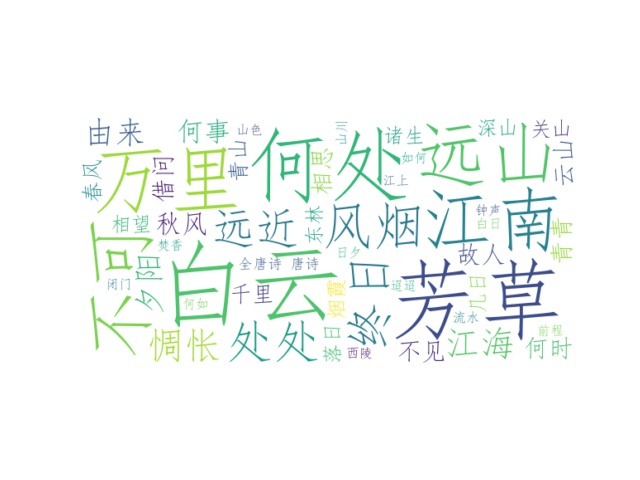 由来
何事
山色
山川
诸生
深山
关山
春风
万里
借问
青山
何处
相思
如何
远山
云山
江上
不可
相望
秋风
远近
东林
风烟
江南
钟声
白日
青青
焚香
夕阳
白云
全唐诗
唐诗
日夕
终日
故人
闭门
何如
千里
烟霞
迢迢
芳草
几日
流水
惆怅
处处
落日
西陵
不见
江海
何时
前程